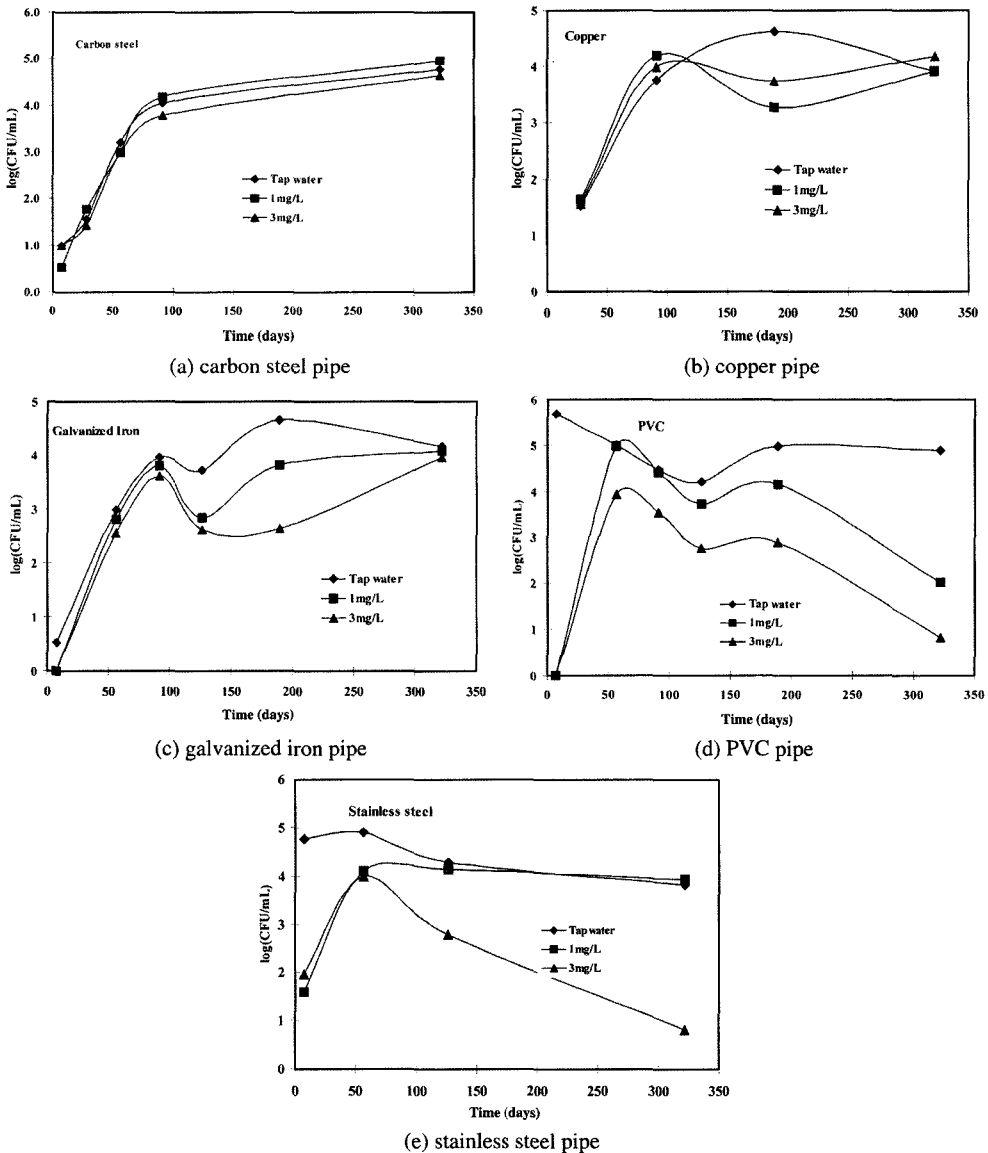 6.0
5.0
4.0
3.0
2.0
1.0
0.0
log(CFU/mL)
Carbon steel
Tap water
1mg/L
3mg/L
0 50 100 150 200 250 300 350
Time (days)
(a) carbon steel pipe
5
4
3
2
1
0
log(CFU/mL)
Copper
Tap water
1mg/L
3mg/L
0 50 100 150 200 250 300 350
Time (days)
(b) copper pipe
5
4
3
2
1
0
log(CFU/mL)
Galvanized Iron
Tap water
1mg/L
3mg/L
0 50 100 150 200 250 300 350
Time (days)
(c) galvanized iron pipe
6
5
4
3
2
1
0
log(CFU/mL)
PVC
Tap water
1mg/L
3mg/L
0 50 100 150 200 250 300 350
Time (days)
(d) PVC pipe
6
5
4
3
2
1
0
log(CFU/mL)
Stainless steel
Tap water
1mg/L
3mg/L
0 50 100 150 200 250 300 350
Time (days)
(e) stainless steel pipe